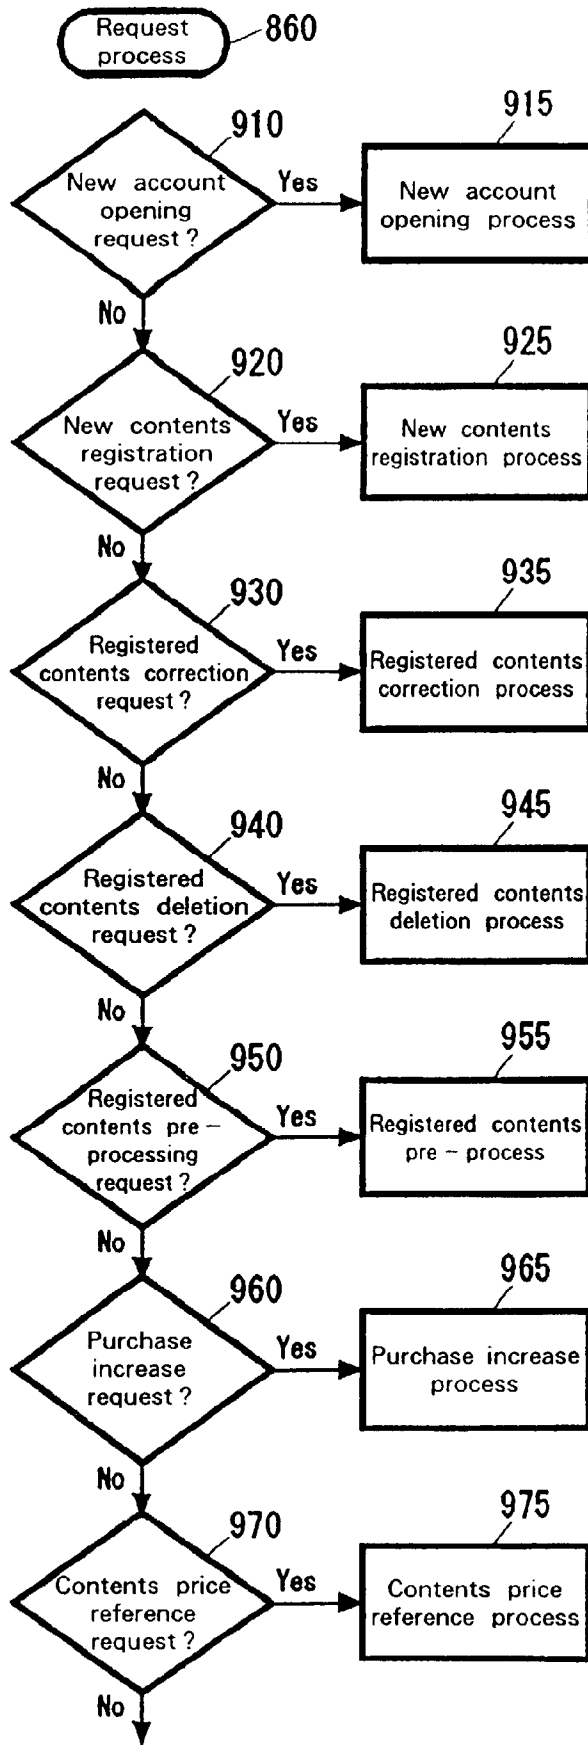 Request
process
860
910
New account
opening
request ?
Yes
915
New account
opening process
No
920
New contents
registration
request ?
Yes
925
New contents
registration process
No
930
Registered
contents correction
request ?
Yes
935
Registered contents
correction process
No
940
Registered
contents deletion
request ?
Yes
945
Registered contents
deletion process
No
950
Registered
contents pre –
processing
request ?
Yes
955
Registered contents
pre – process
No
960
Purchase
increase
request ?
Yes
965
Purchase increase
process
No
970
Contents price
reference
request ?
Yes
975
Contents price
reference process
No